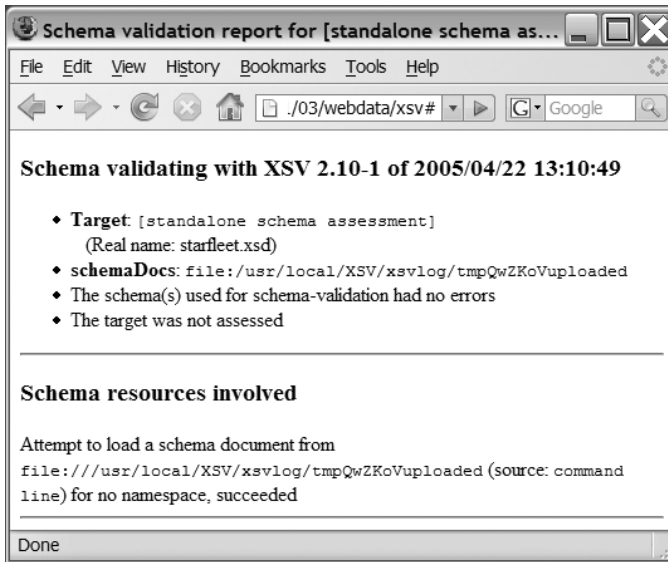 Schema validation report for [standalone schema as...
File Edit View History Bookmarks Tools Help
./03/webdata/xsv# G Google
Schema validating with XSV 2.10-1 of 2005/04/22 13:10:49
Target: [standalone schema assessment]
(Real name: starfleet.xsd)
schemaDocs: file:/usr/local/XSV/xsvlog/tmpQwZKoVuploaded
The schema(s) used for schema-validation had no errors
The target was not assessed
Schema resources involved
Attempt to load a schema document from
file:///usr/local/XSV/xsvlog/tmpQwZKoVuploaded (source: command
line) for no namespace, succeeded
Done